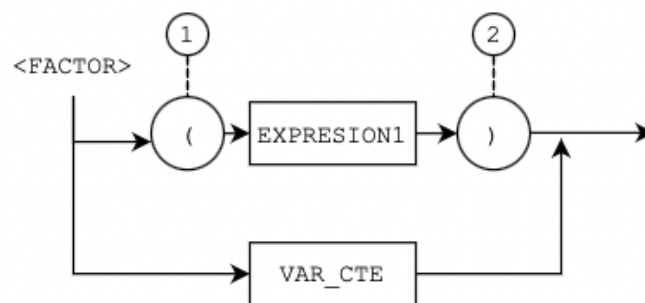 1
2
<FACTOR>
(
EXPRESION1
)
VAR_CTE